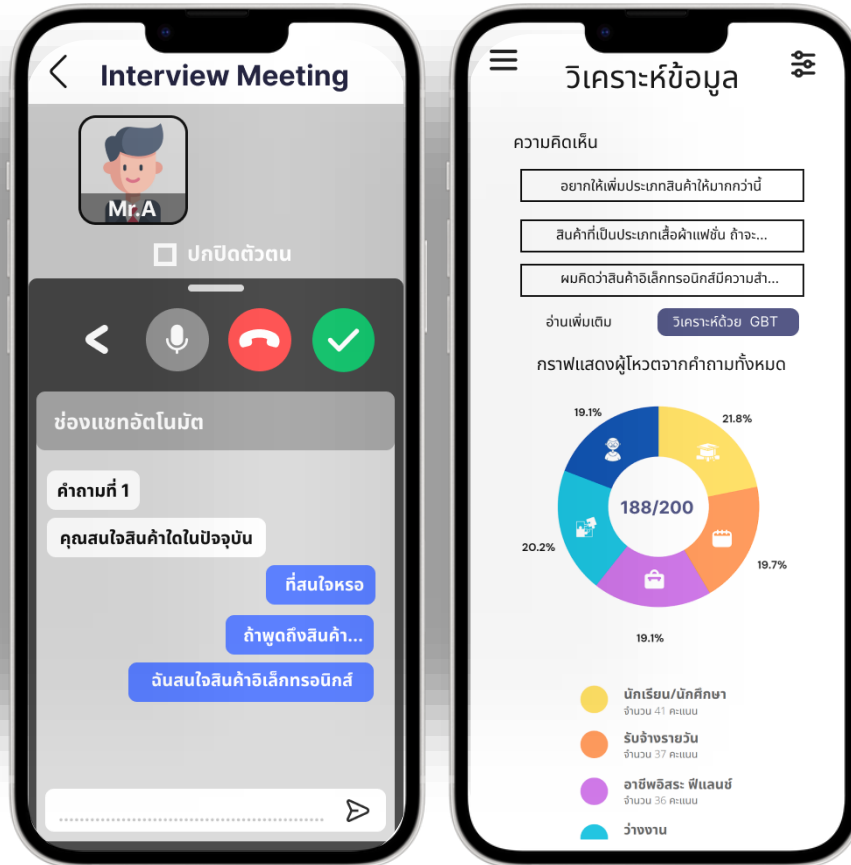 Interview Meeting
Mr.A
ปกปิดตัวตน
ช่องแชทอัตโนมัต
คำถามที่ 1
คุณสนใจสินค้าใดในปัจจุบัน
ที่สนใจหรอ
ถ้าพูดถึงสินค้า...
ฉันสนใจสินค้าอิเล็กทรอนิกส์
วิเคราะห์ข้อมูล
ความคิดเห็น
อยากให้เพิ่มประเภทสินค้าให้มากกว่านี้
สินค้าที่เป็นประเภทเสื้อผ้าแฟชั่น ถ้าจะ...
ผมคิดว่าสินค้าอิเล็กทรอนิกส์มีความสำ...
อ่านเพิ่มเติม
วิเคราะห์ด้วย GBT
กราฟแสดงผู้โหวตจากคำถามทั้งหมด
19.1%
21.8%
188/200
20.2%
19.7%
19.1%
นักเรียน/นักศึกษา
จำนวน 41 คะแนน
รับจ้างรายวัน
จำนวน 37 คะแนน
อาชีพอิสระ ฟีแลนช์
จำนวน 36 คะแนน
ว่างงาน